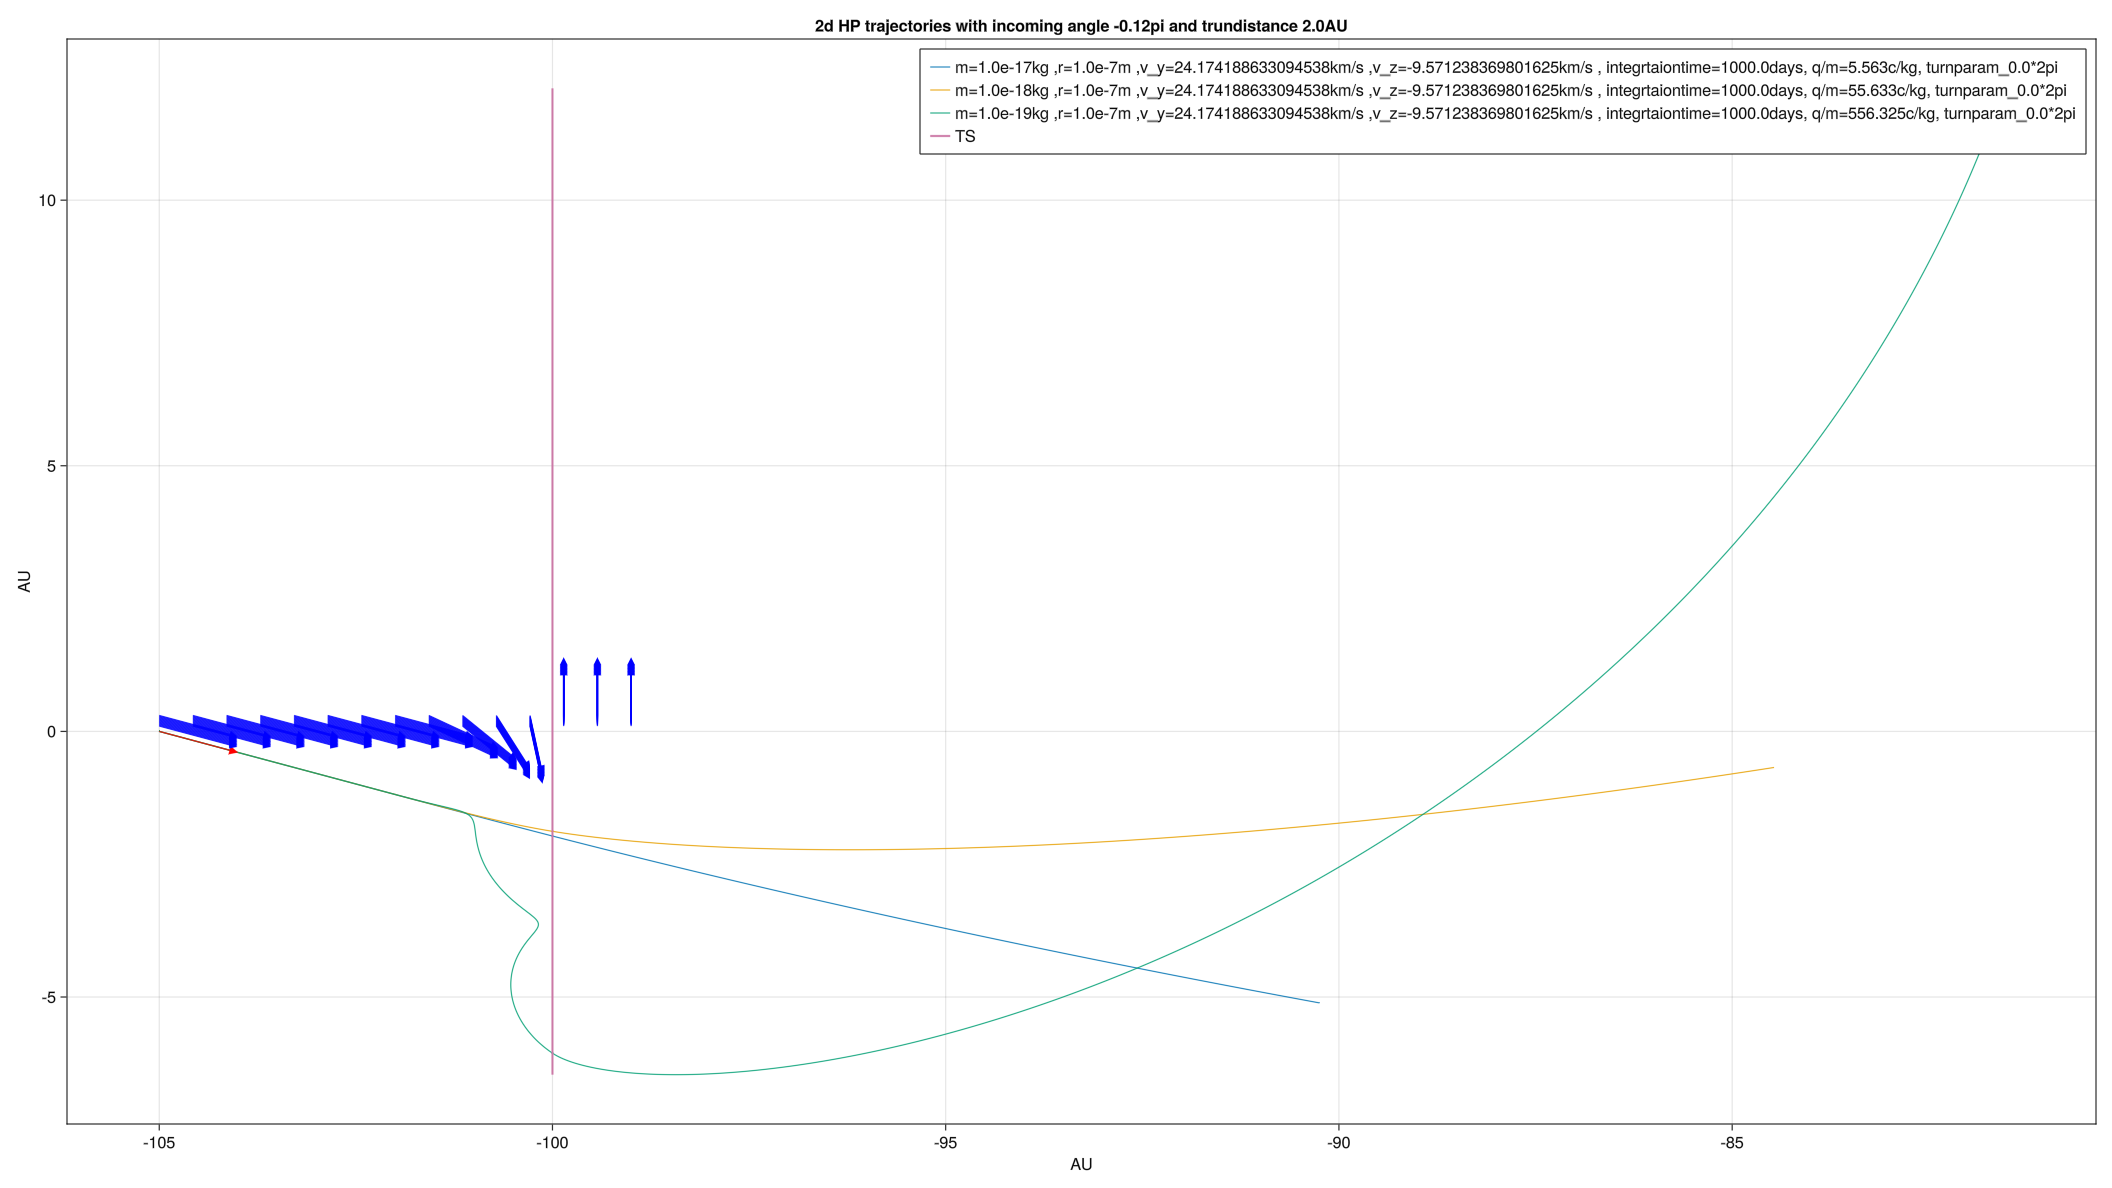 2d HP trajectories with incoming angle -0.12pi and trundistance 2.0AU
m=1.0e-17kg ,r=1.0e-7m ,v_y=24.174188633094538km/s ,v_z=-9.571238369801625km/s , integrtaiontime=1000.0days, q/m=5.563c/kg, turnparam_0.0*2pi
m=1.0e-18kg ,r=1.0e-7m ,v_y=24.174188633094538km/s ,v_z=-9.571238369801625km/s , integrtaiontime=1000.0days, q/m=55.633c/kg, turnparam_0.0*2pi
m=1.0e-19kg ,r=1.0e-7m ,v_y=24.174188633094538km/s ,v_z=-9.571238369801625km/s , integrtaiontime=1000.0days, q/m=556.325c/kg, turnparam_0.0*2pi
TS
10
5
0
-5
AU
-105
-100
-95
-90
-85
AU